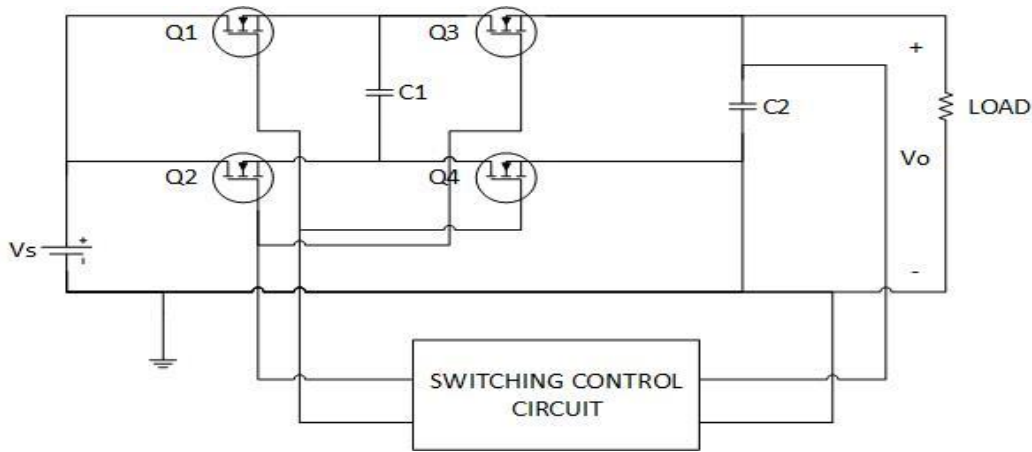 Q1
Q3
C1
C2
+
LOAD
Q2
Q4
Vo
Vs
+
-
-
SWITCHING CONTROL
CIRCUIT